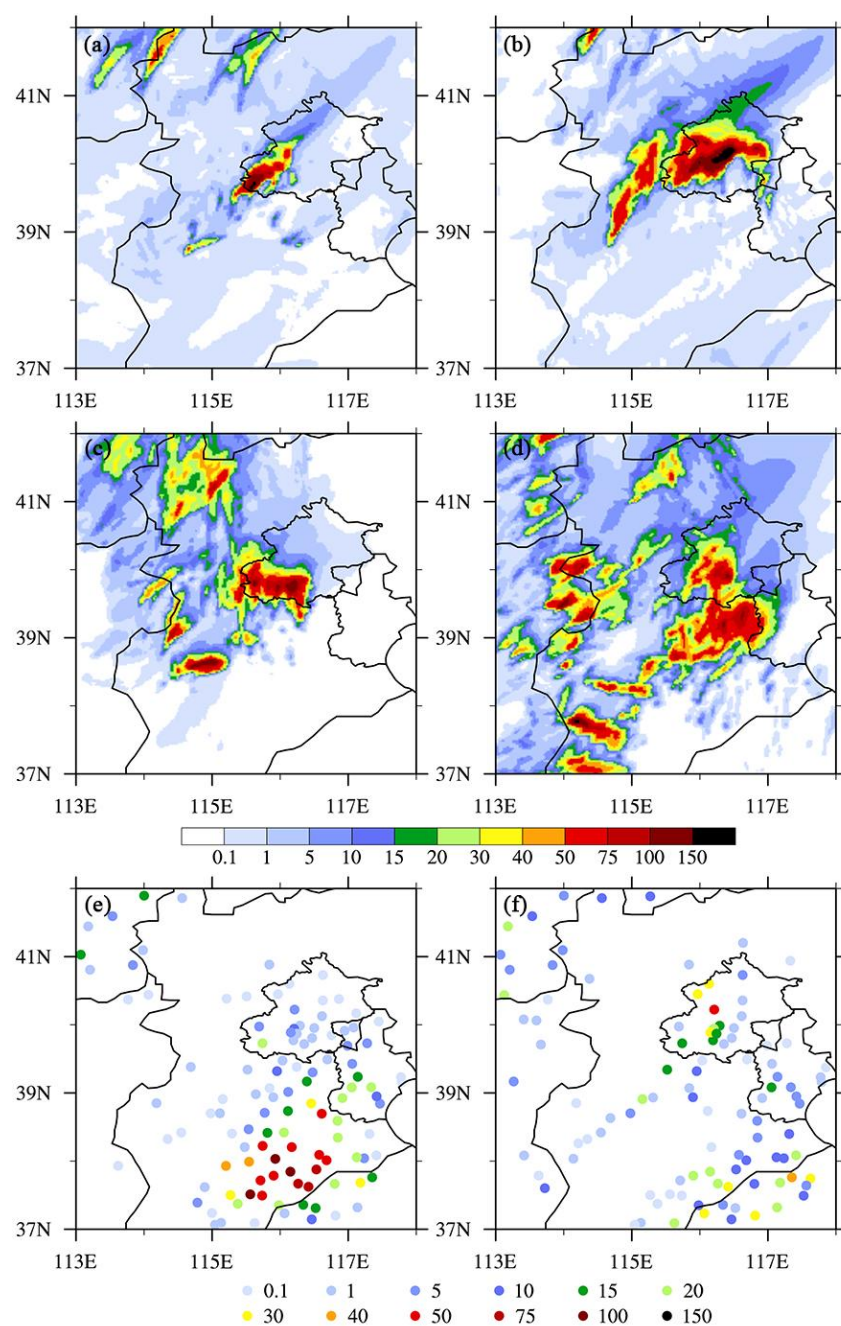 (a) (b)
41N 41N
39N 39N
37N 37N
113E 115E 117E 113E 115E 117E
(c) (d)
41N 41N
39N 39N
37N 37N
113E 115E 117E 113E 115E 117E
0.1 1 5 10 15 20 30 40 50 75 100 150
(e) (f)
41N 41N
39N 39N
37N 37N
113E 115E 117E 113E 115E 117E
0.1 1 5 10 15 20
30 40 50 75 100 150